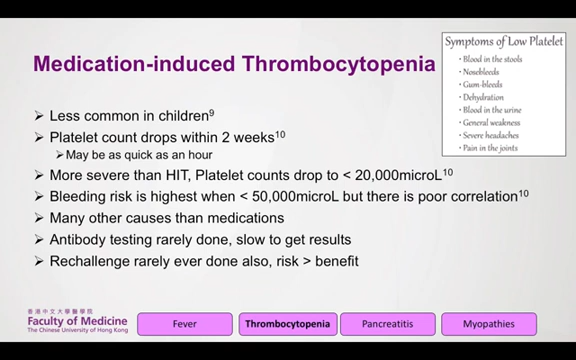 Medication-induced Thrombocytopenia
Symptoms of Low Platelet
• Blood in the stools
• Nosebleeds
• Gum-bleeds
• Dehydration
• Blood in the urine
• General weakness
• Severe headaches
• Pain in the joints
➢ Less common in children⁹
➢ Platelet count drops within 2 weeks¹⁰
➢ May be as quick as an hour
➢ More severe than HIT, Platelet counts drop to < 20,000microL¹⁰
➢ Bleeding risk is highest when < 50,000microL but there is poor correlation¹⁰
➢ Many other causes than medications
➢ Antibody testing rarely done, slow to get results
➢ Rechallenge rarely ever done also, risk > benefit
香港中文大學醫學院
Faculty of Medicine
The Chinese University of Hong Kong
Fever
Thrombocytopenia
Pancreatitis
Myopathies